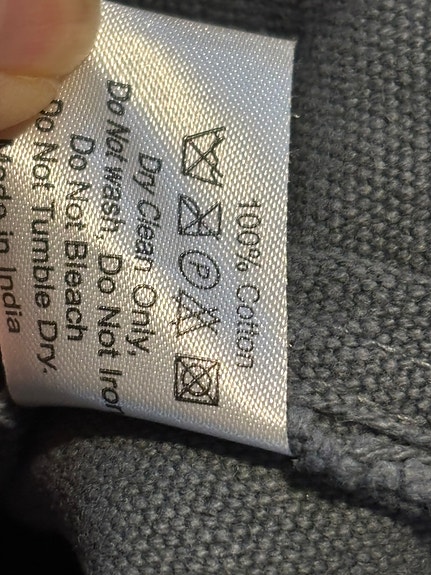 100% Cotton
P
Dry Clean Only,
Do Not wash, Do Not Iron
Do Not Bleach
Do Not Tumble Dry.
Made in India